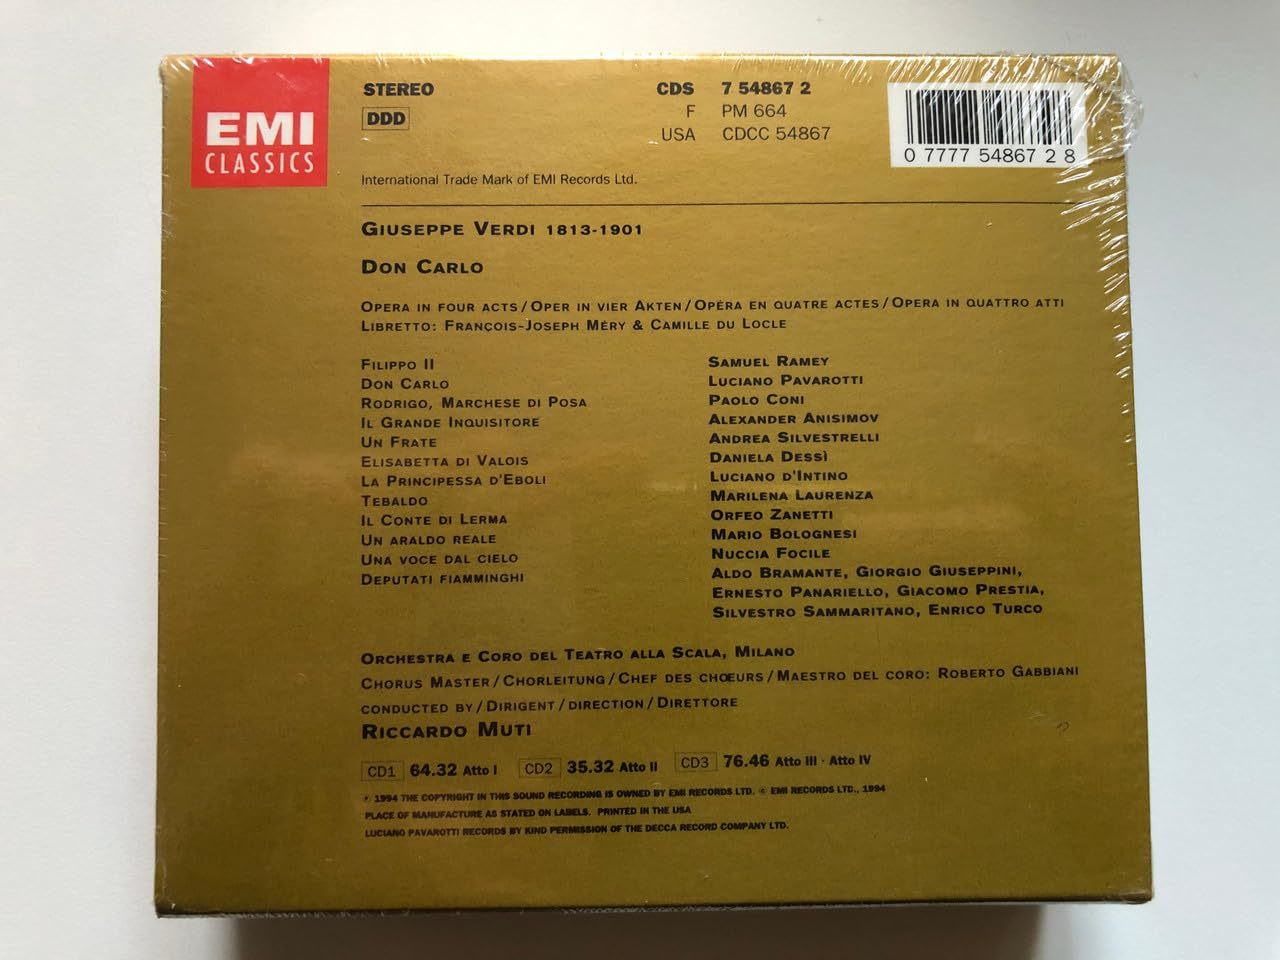 EMI
CLASSICS
STEREO
DDD
CDS 7 54867 2
F PM 664
USA CDCC 54867
0 7777 54867 2 8
International Trade Mark of EMI Records Ltd.
GIUSEPPE VERDI 1813-1901
DON CARLO
OPERA IN FOUR ACTS/OPER IN VIER AKTEN/OPÉRA EN QUATRE ACTES/OPERA IN QUATTRO ATTI
LIBRETTO: FRANÇOIS-JOSEPH MÉRY & CAMILLE DU LOCLE
FILIPPO II SAMUEL RAMEY
DON CARLO LUCIANO PAVAROTTI
RODRIGO, MARCHESE DI POSA PAOLO CONI
IL GRANDE INQUISITORE ALEXANDER ANISIMOV
UN FRATE ANDREA SILVESTRELLI
ELISABETTA DI VALOIS DANIELA DESSÌ
LA PRINCIPESSA D'EBOLI LUCIANO D'INTINO
TEBALDO MARILENA LAURENZA
IL CONTE DI LERMA ORFEO ZANETTI
UN ARALDO REALE MARIO BOLOGNESI
UNA VOCE DAL CIELO NUCCIA FOCILE
DEPUTATI FIAMMINGHI ALDO BRAMANTE, GIORGIO GIUSEPPINI,
ERNESTO PANARIELLO, GIACOMO PRESTIA,
SILVESTRO SAMMARITANO, ENRICO TURCO
ORCHESTRA E CORO DEL TEATRO ALLA SCALA, MILANO
CHORUS MASTER/CHORLEITUNG/CHEF DES CHŒURS/MAESTRO DEL CORO: ROBERTO GABBIANI
CONDUCTED BY/DIRIGENT/DIRECTION/DIRETTORE
RICCARDO MUTI
CD1 64.32 Atto I CD2 35.32 Atto II CD3 76.46 Atto III · Atto IV
℗ 1994 THE COPYRIGHT IN THIS SOUND RECORDING IS OWNED BY EMI RECORDS LTD. © EMI RECORDS LTD., 1994
PLACE OF MANUFACTURE AS STATED ON LABELS. PRINTED IN THE USA
LUCIANO PAVAROTTI RECORDS BY KIND PERMISSION OF THE DECCA RECORD COMPANY LTD.